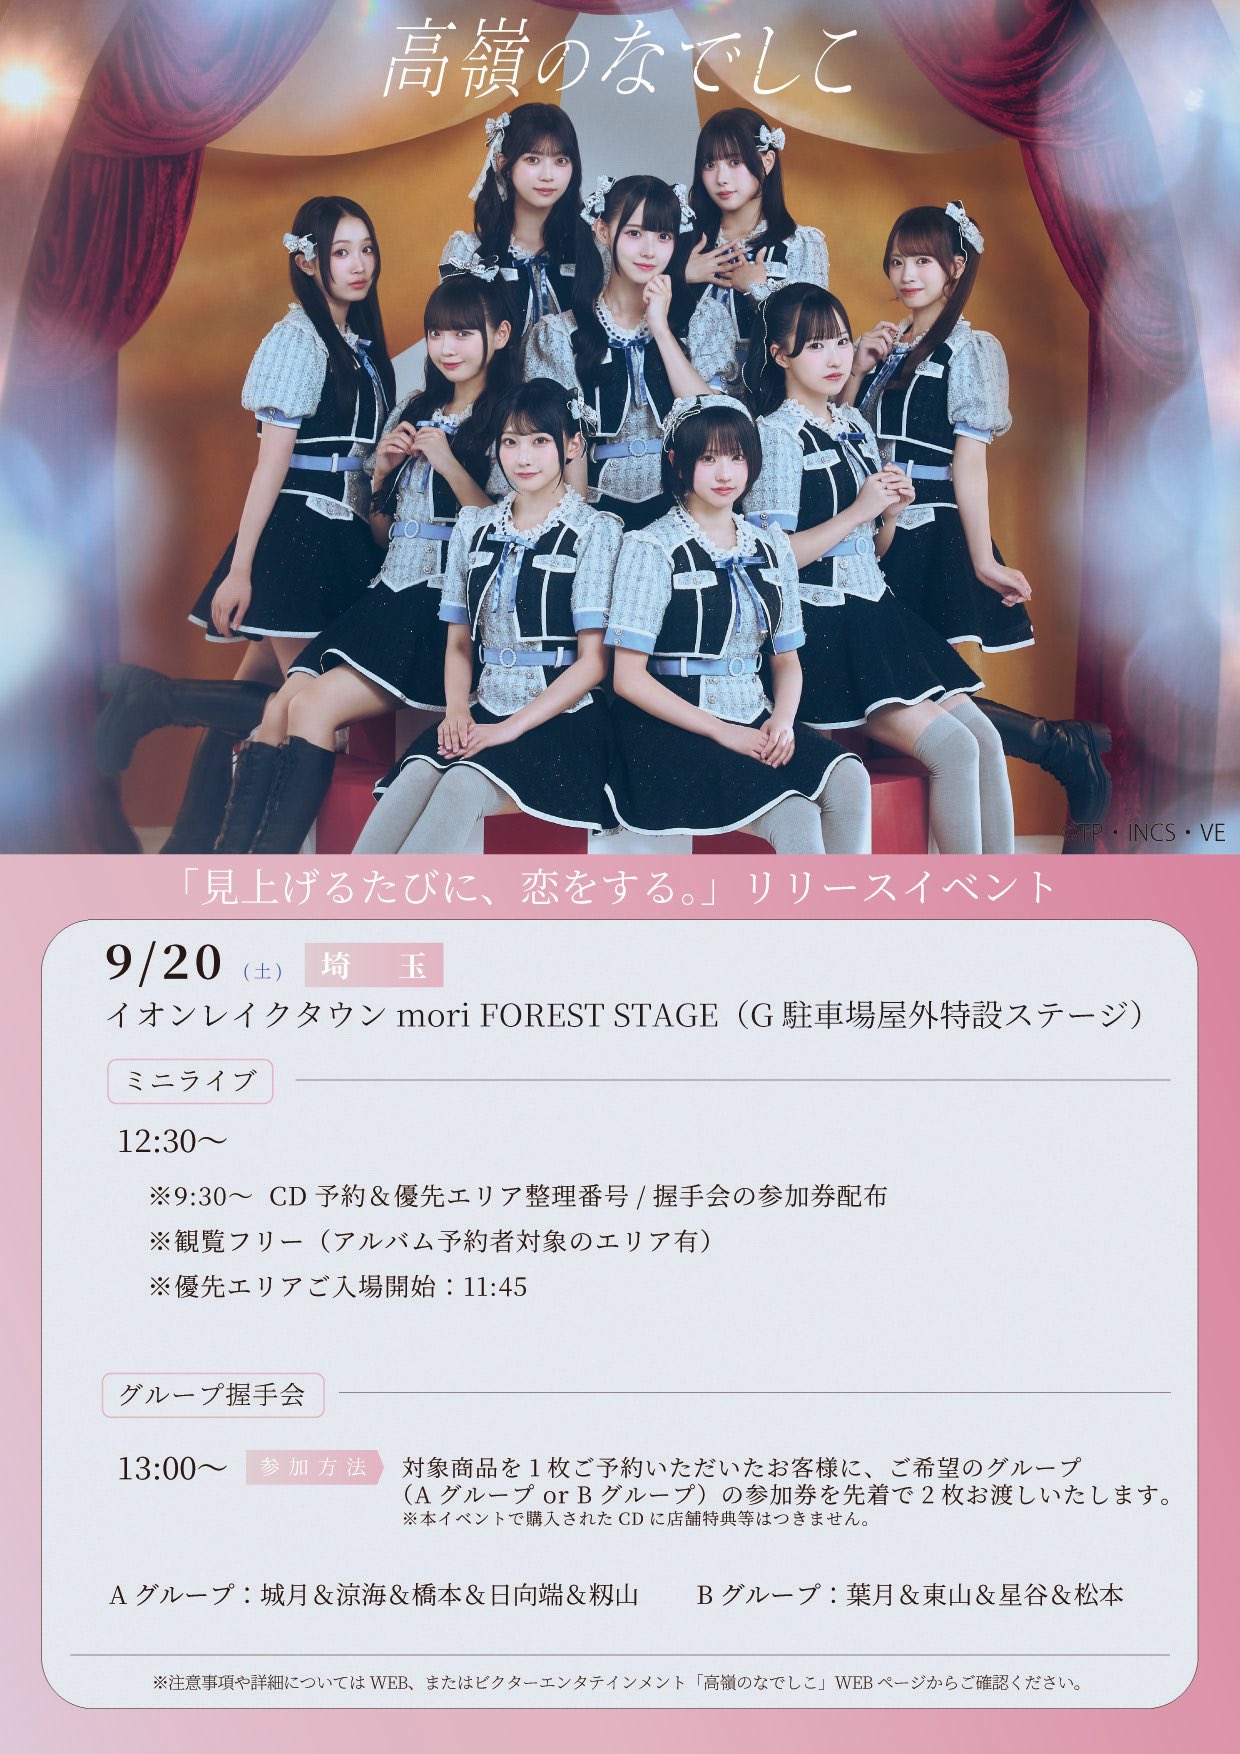 高嶺のなでしこ
©TP・INCS・VE
「見上げるたびに、恋をする。」リリースイベント
9/20（土）埼玉
イオンレイクタウン mori FOREST STAGE（G 駐車場屋外特設ステージ）
ミニライブ
12:30〜
※9:30〜 CD 予約＆優先エリア整理番号 / 握手会の参加券配布
※観覧フリー（アルバム予約者対象のエリア有）
※優先エリアご入場開始：11:45
グループ握手会
13:00〜 参加方法 対象商品を 1 枚ご予約いただいたお客様に、ご希望のグループ
（A グループ or B グループ）の参加券を先着で 2 枚お渡しいたします。
※本イベントで購入された CD に店舗特典等はつきません。
A グループ：城月＆涼海＆橋本＆日向端＆籾山 B グループ：葉月＆東山＆星谷＆松本
※注意事項や詳細については WEB、またはビクターエンタテインメント「高嶺のなでしこ」WEB ページからご確認ください。